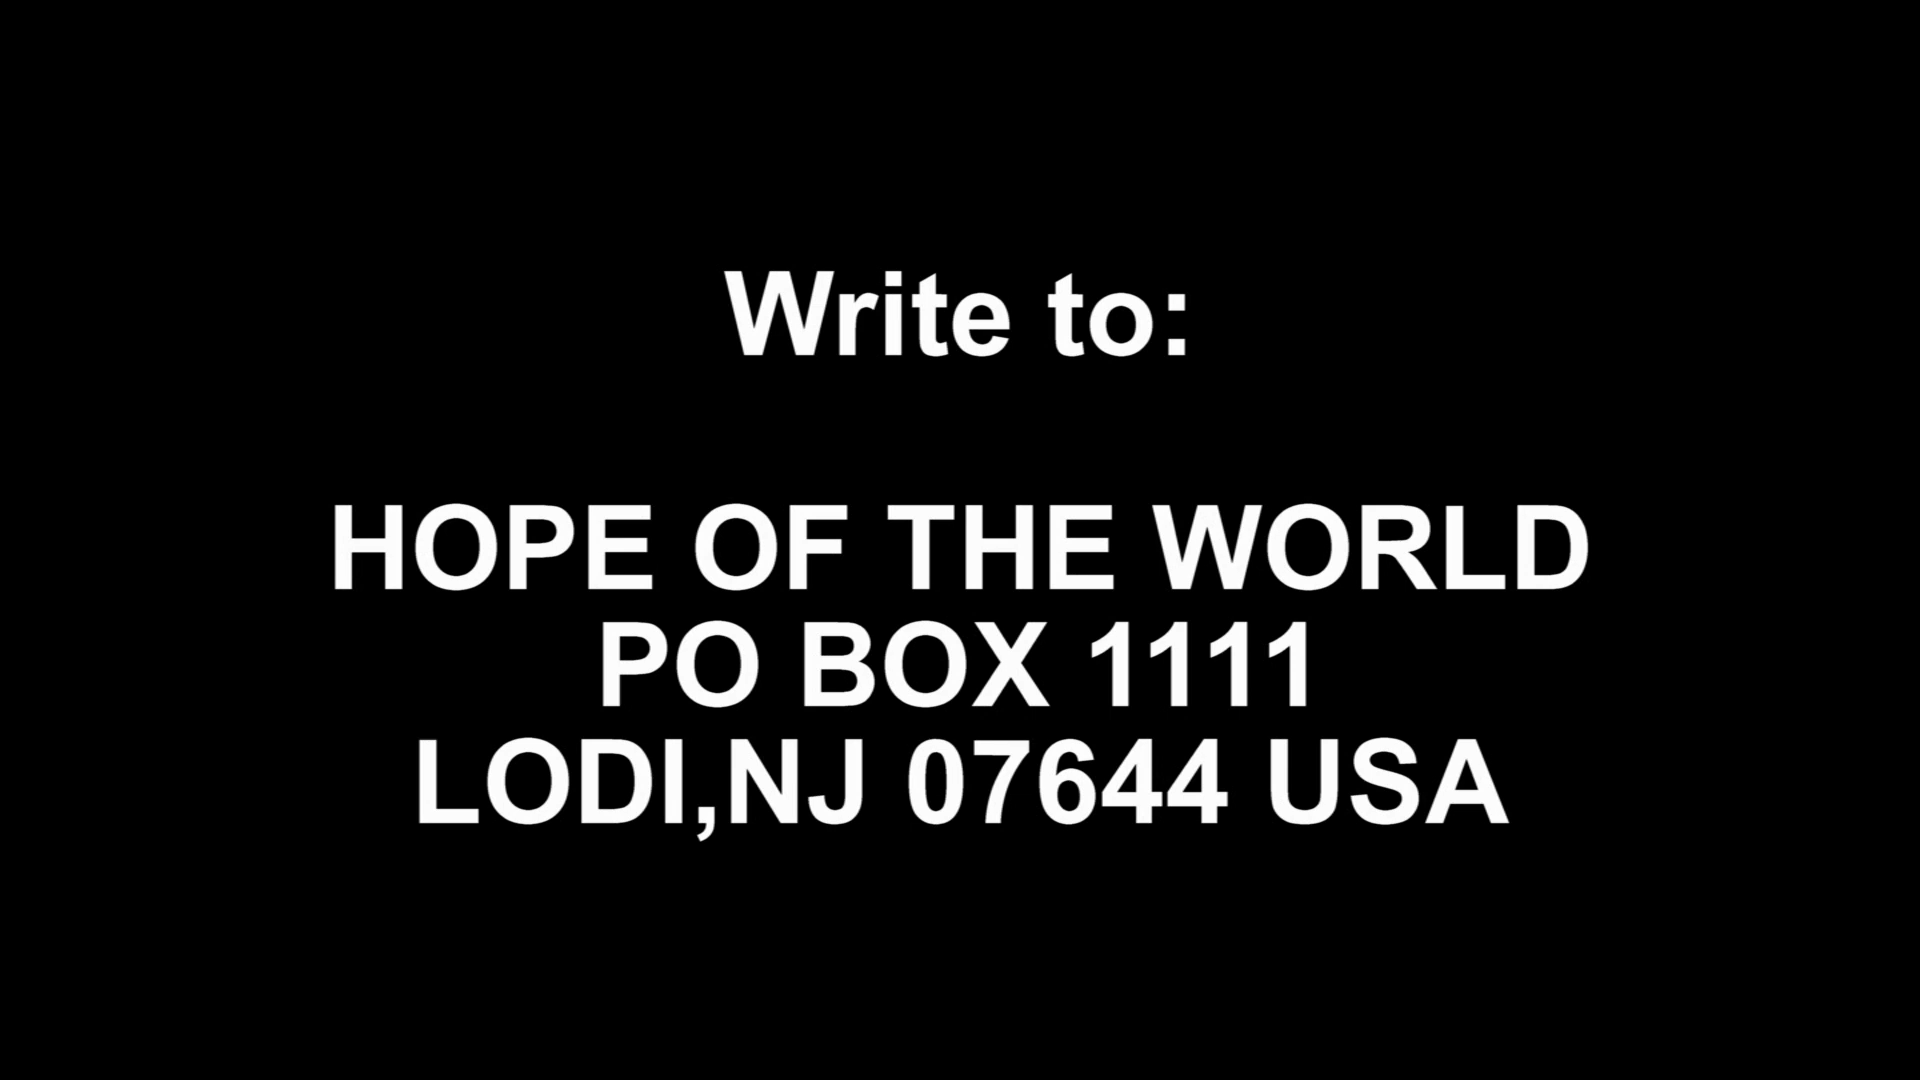 Write to:
HOPE OF THE WORLD
PO BOX 1111
LODI,NJ 07644 USA